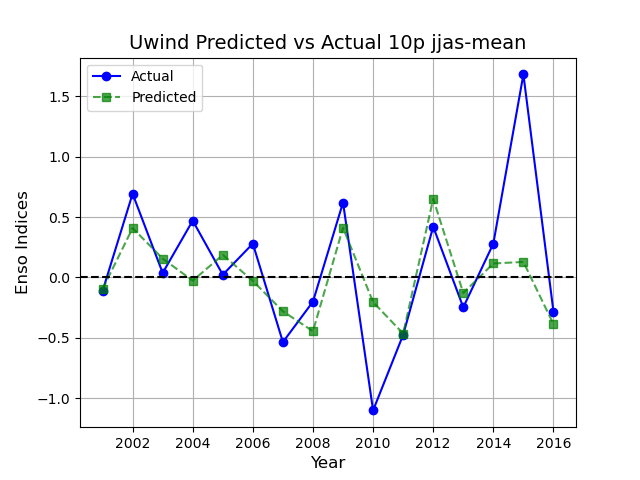 Uwind Predicted vs Actual 10p jjas-mean
Actual
Predicted
Enso Indices
1.5
1.0
0.5
0.0
−0.5
−1.0
2002 2004 2006 2008 2010 2012 2014 2016
Year